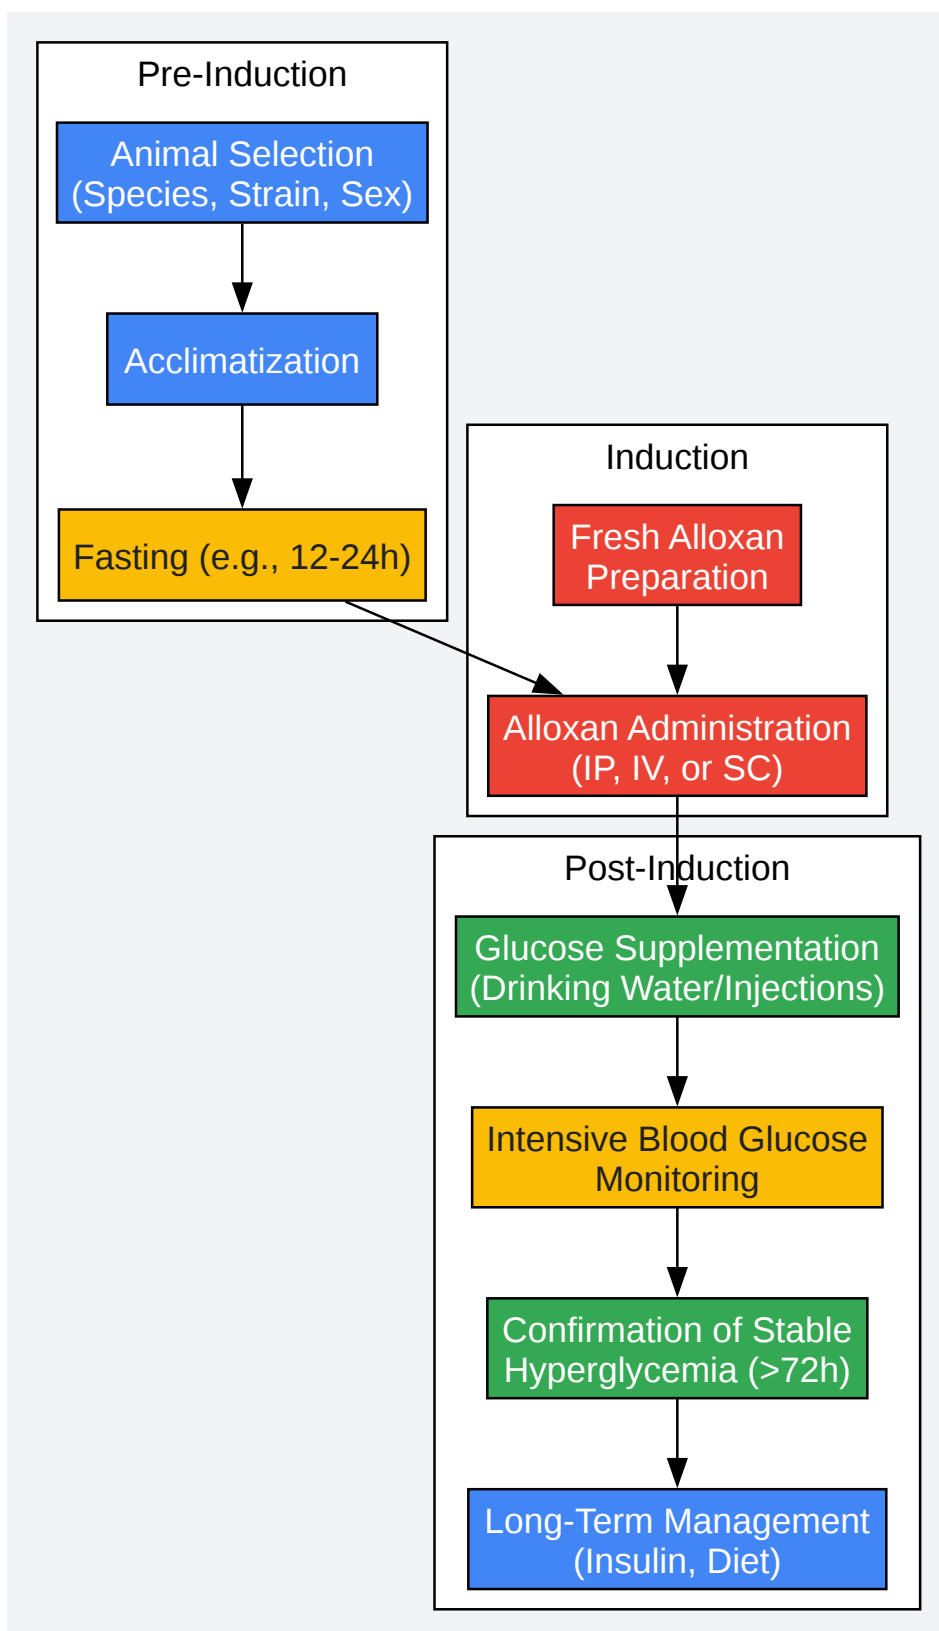 Pre-Induction
Animal Selection
(Species, Strain, Sex)
Acclimatization
Fasting (e.g., 12-24h)
Induction
Fresh Alloxan
Preparation
Alloxan Administration
(IP, IV, or SC)
Post-Induction
Glucose Supplementation
(Drinking Water/Injections)
Intensive Blood Glucose
Monitoring
Confirmation of Stable
Hyperglycemia (>72h)
Long-Term Management
(Insulin, Diet)